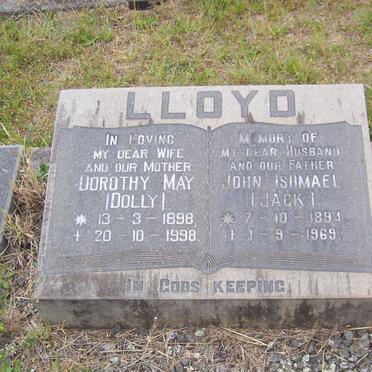 LLOYD
IN LOVING
MY DEAR WIFE
AND OUR MOTHER
DOROTHY MAY
[DOLLY]
* 13 - 3 - 1898
+ 20 - 10 - 1998.
MEMORY OF
MY DEAR HUSBAND
AND OUR FATHER
JOHN ISHMAEL
[JACK].
* 7 - 10 - 1894
+ 1 - 9 - 1969.
IN GODS KEEPING